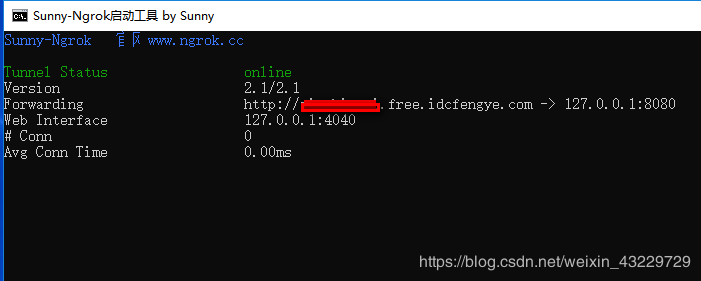 Sunny-Ngrok启动工具 by Sunny
Sunny-Ngrok 官网 www.ngrok.cc
Tunnel Status online
Version 2.1/2.1
Forwarding http:// .free.idcfengye.com -> 127.0.0.1:8080
Web Interface 127.0.0.1:4040
# Conn 0
Avg Conn Time 0.00ms
https://blog.csdn.net/weixin_43229729